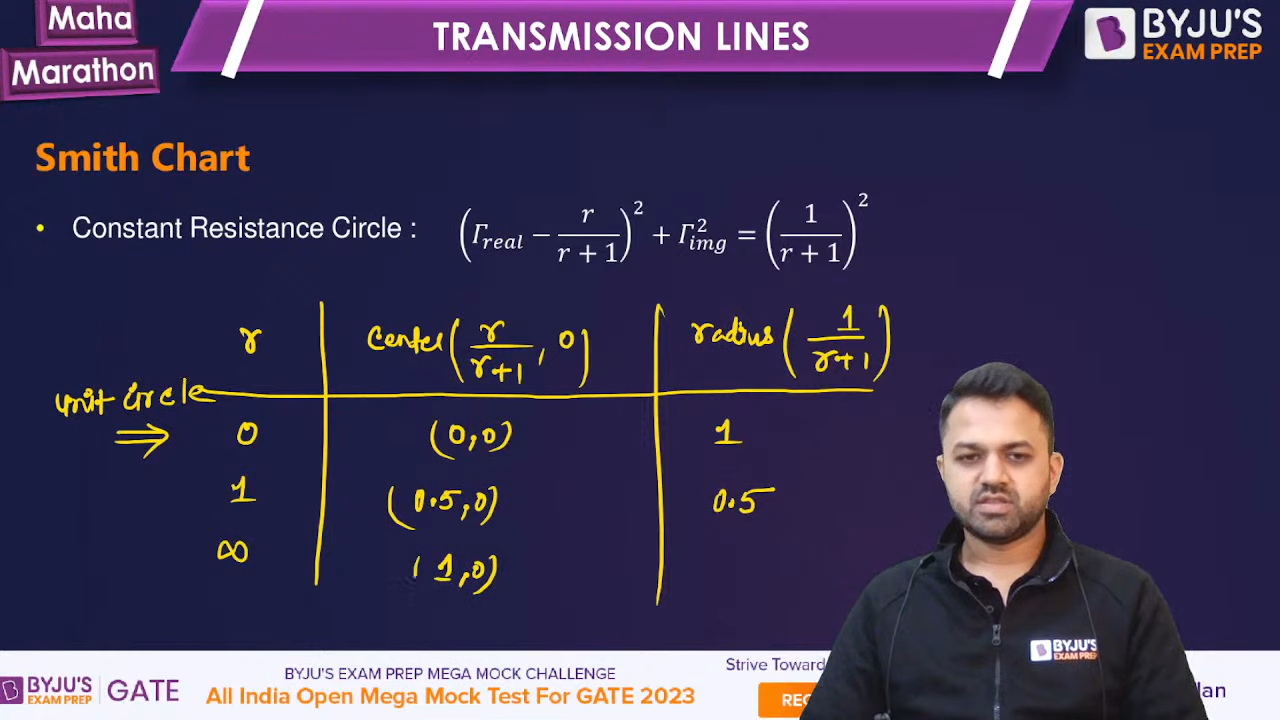 Maha
Marathon
TRANSMISSION LINES
BYJU'S
EXAM PREP
Smith Chart
• Constant Resistance Circle : (Γ_real − r/(r + 1))² + Γ²_img = (1/(r + 1))²
r center (r/(r+1), 0) radius (1/(r+1))
unit circle
⇒ 0 (0,0) 1
1 (0.5,0) 0.5
∞ (1,0)
BYJU'S
EXAM PREP
BYJU'S
EXAM PREP
GATE
BYJU'S EXAM PREP MEGA MOCK CHALLENGE
All India Open Mega Mock Test For GATE 2023
Strive Toward